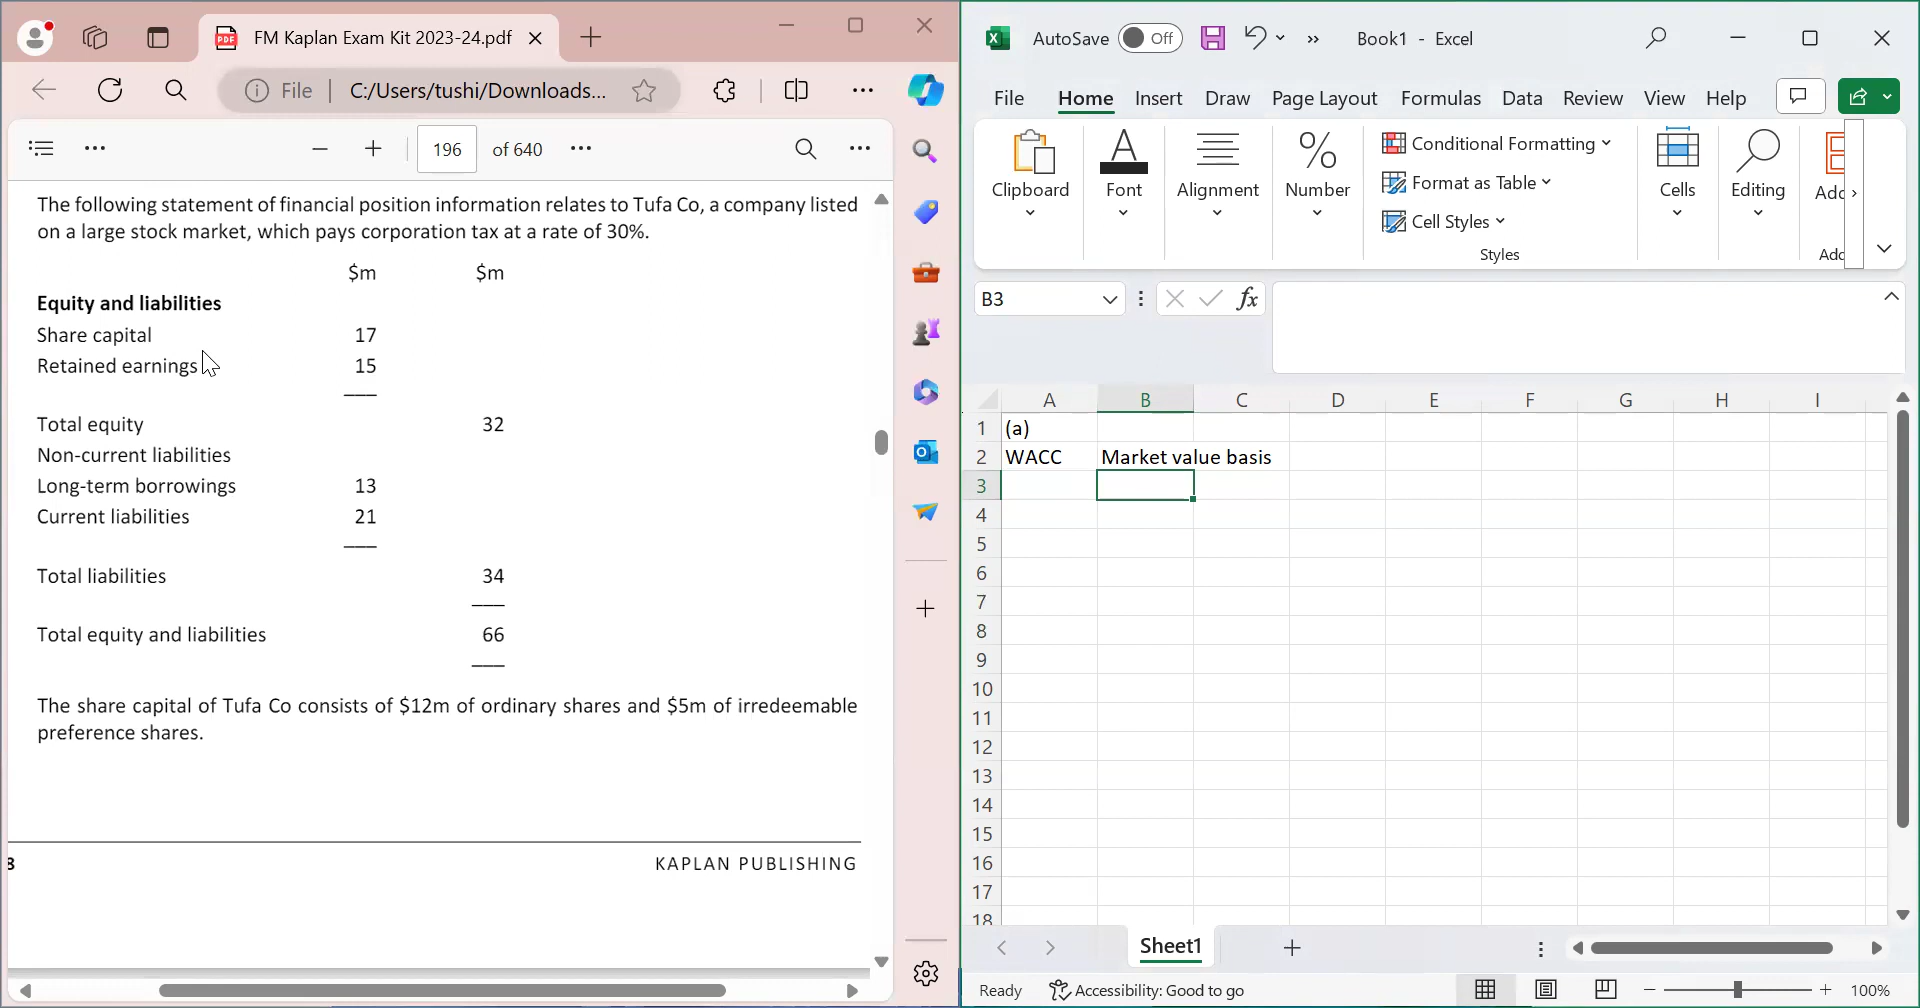 FM Kaplan Exam Kit 2023-24.pdf
File
C:/Users/tushi/Downloads...
196 of 640
The following statement of financial position information relates to Tufa Co, a company listed
on a large stock market, which pays corporation tax at a rate of 30%.
$m $m
Equity and liabilities
Share capital 17
Retained earnings 15
Total equity 32
Non-current liabilities
Long-term borrowings 13
Current liabilities 21
Total liabilities 34
Total equity and liabilities 66
The share capital of Tufa Co consists of $12m of ordinary shares and $5m of irredeemable
preference shares.
8 KAPLAN PUBLISHING
AutoSave Off Book1 - Excel
File Home Insert Draw Page Layout Formulas Data Review View Help
Clipboard
Font
Alignment
Number
Conditional Formatting
Format as Table
Cell Styles
Styles
Cells
Editing
Adc
Adc
B3 fx
A B C D E F G H I
1 (a)
2 WACC Market value basis
3
4
5
6
7
8
9
10
11
12
13
14
15
16
17
18
Sheet1
Ready Accessibility: Good to go 100%